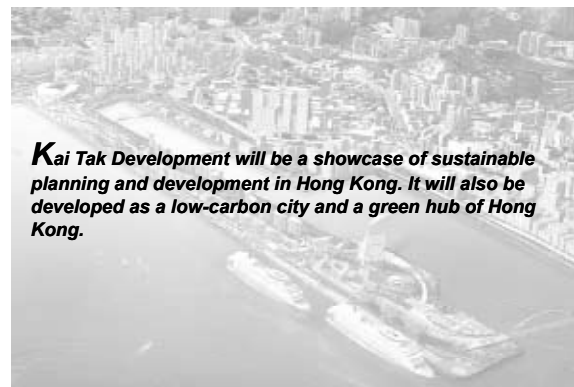 Kai Tak Development will be a showcase of sustainable
planning and development in Hong Kong. It will also be
developed as a low-carbon city and a green hub of Hong
Kong.